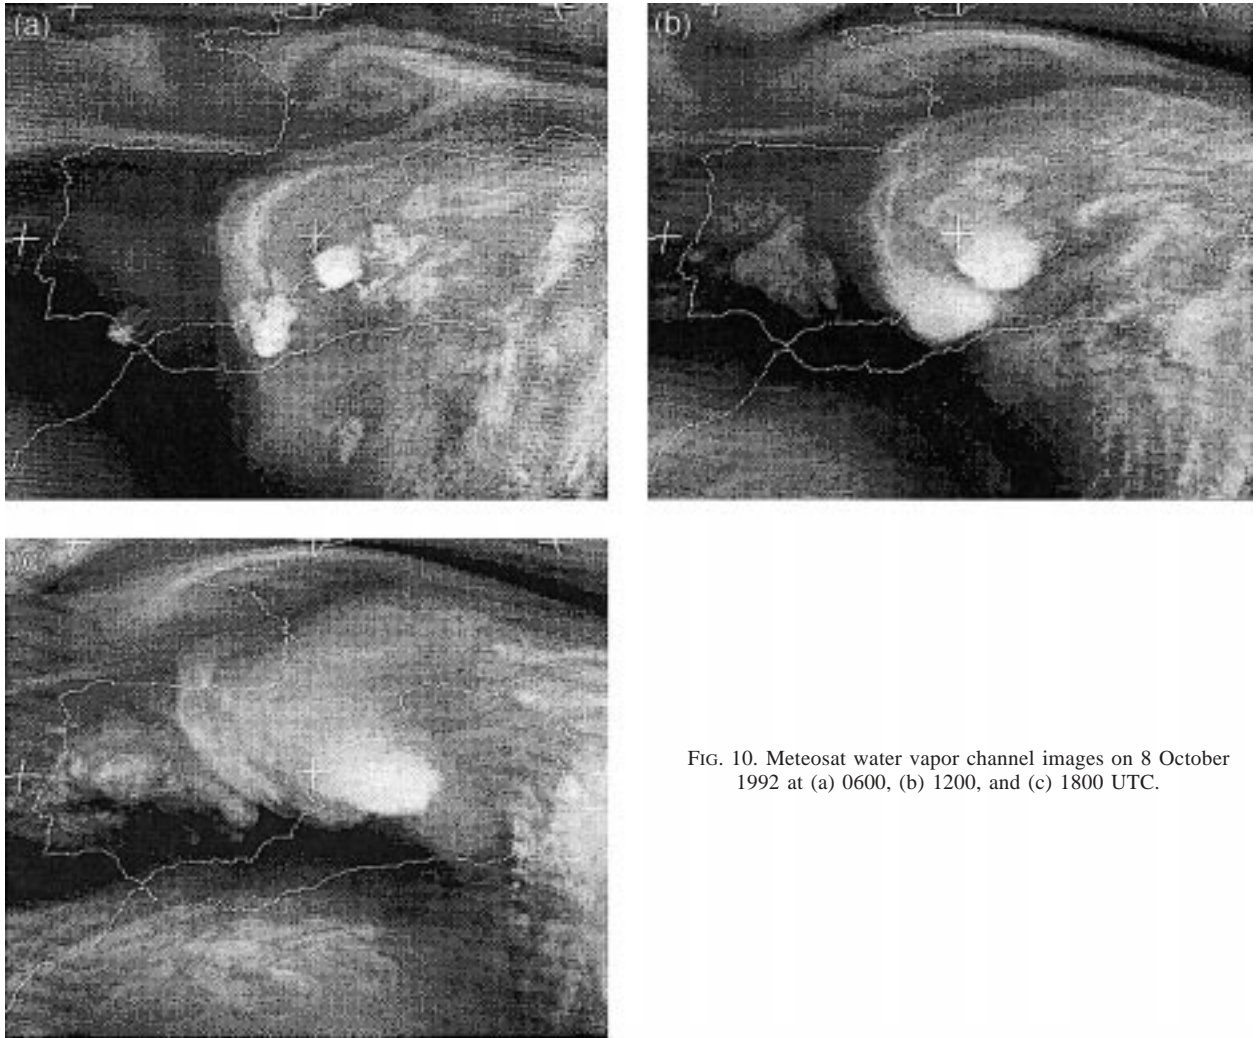 (a)
(b)
(c)
FIG. 10. Meteosat water vapor channel images on 8 October
1992 at (a) 0600, (b) 1200, and (c) 1800 UTC.